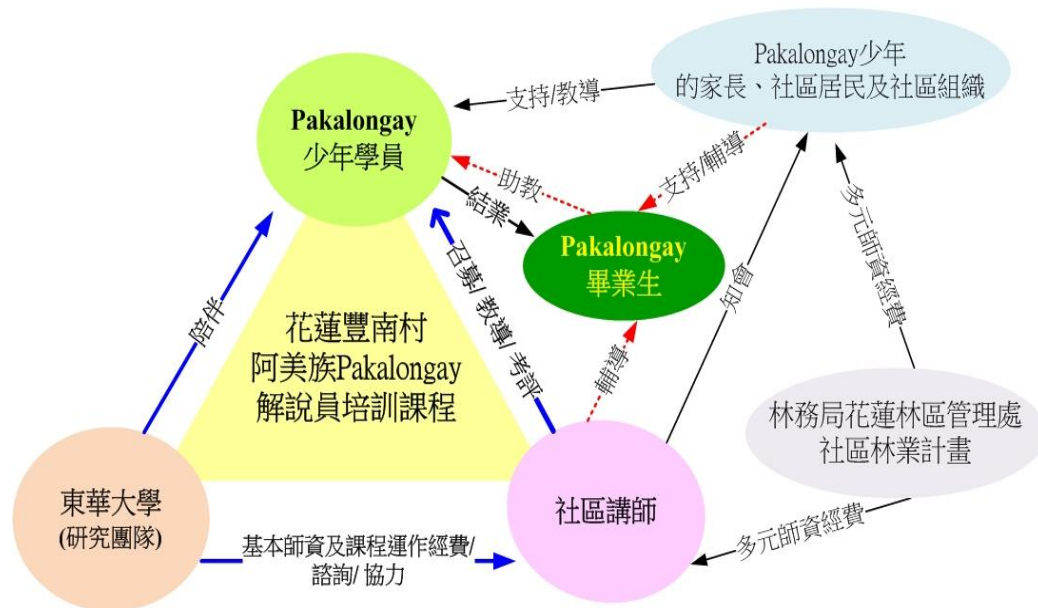 Pakalongay少年
的家長、社區居民及社區組織
支持/教導
Pakalongay
少年學員
助教
支持/輔導
結業
Pakalongay
畢業生
多元師資經費
召募/ 教導/ 考評
知會
陪伴
花蓮豐南村
阿美族Pakalongay
解說員培訓課程
輔導
林務局花蓮林區管理處
社區林業計畫
東華大學
(研究團隊)
社區講師
基本師資及課程運作經費/
諮詢/ 協力
多元師資經費